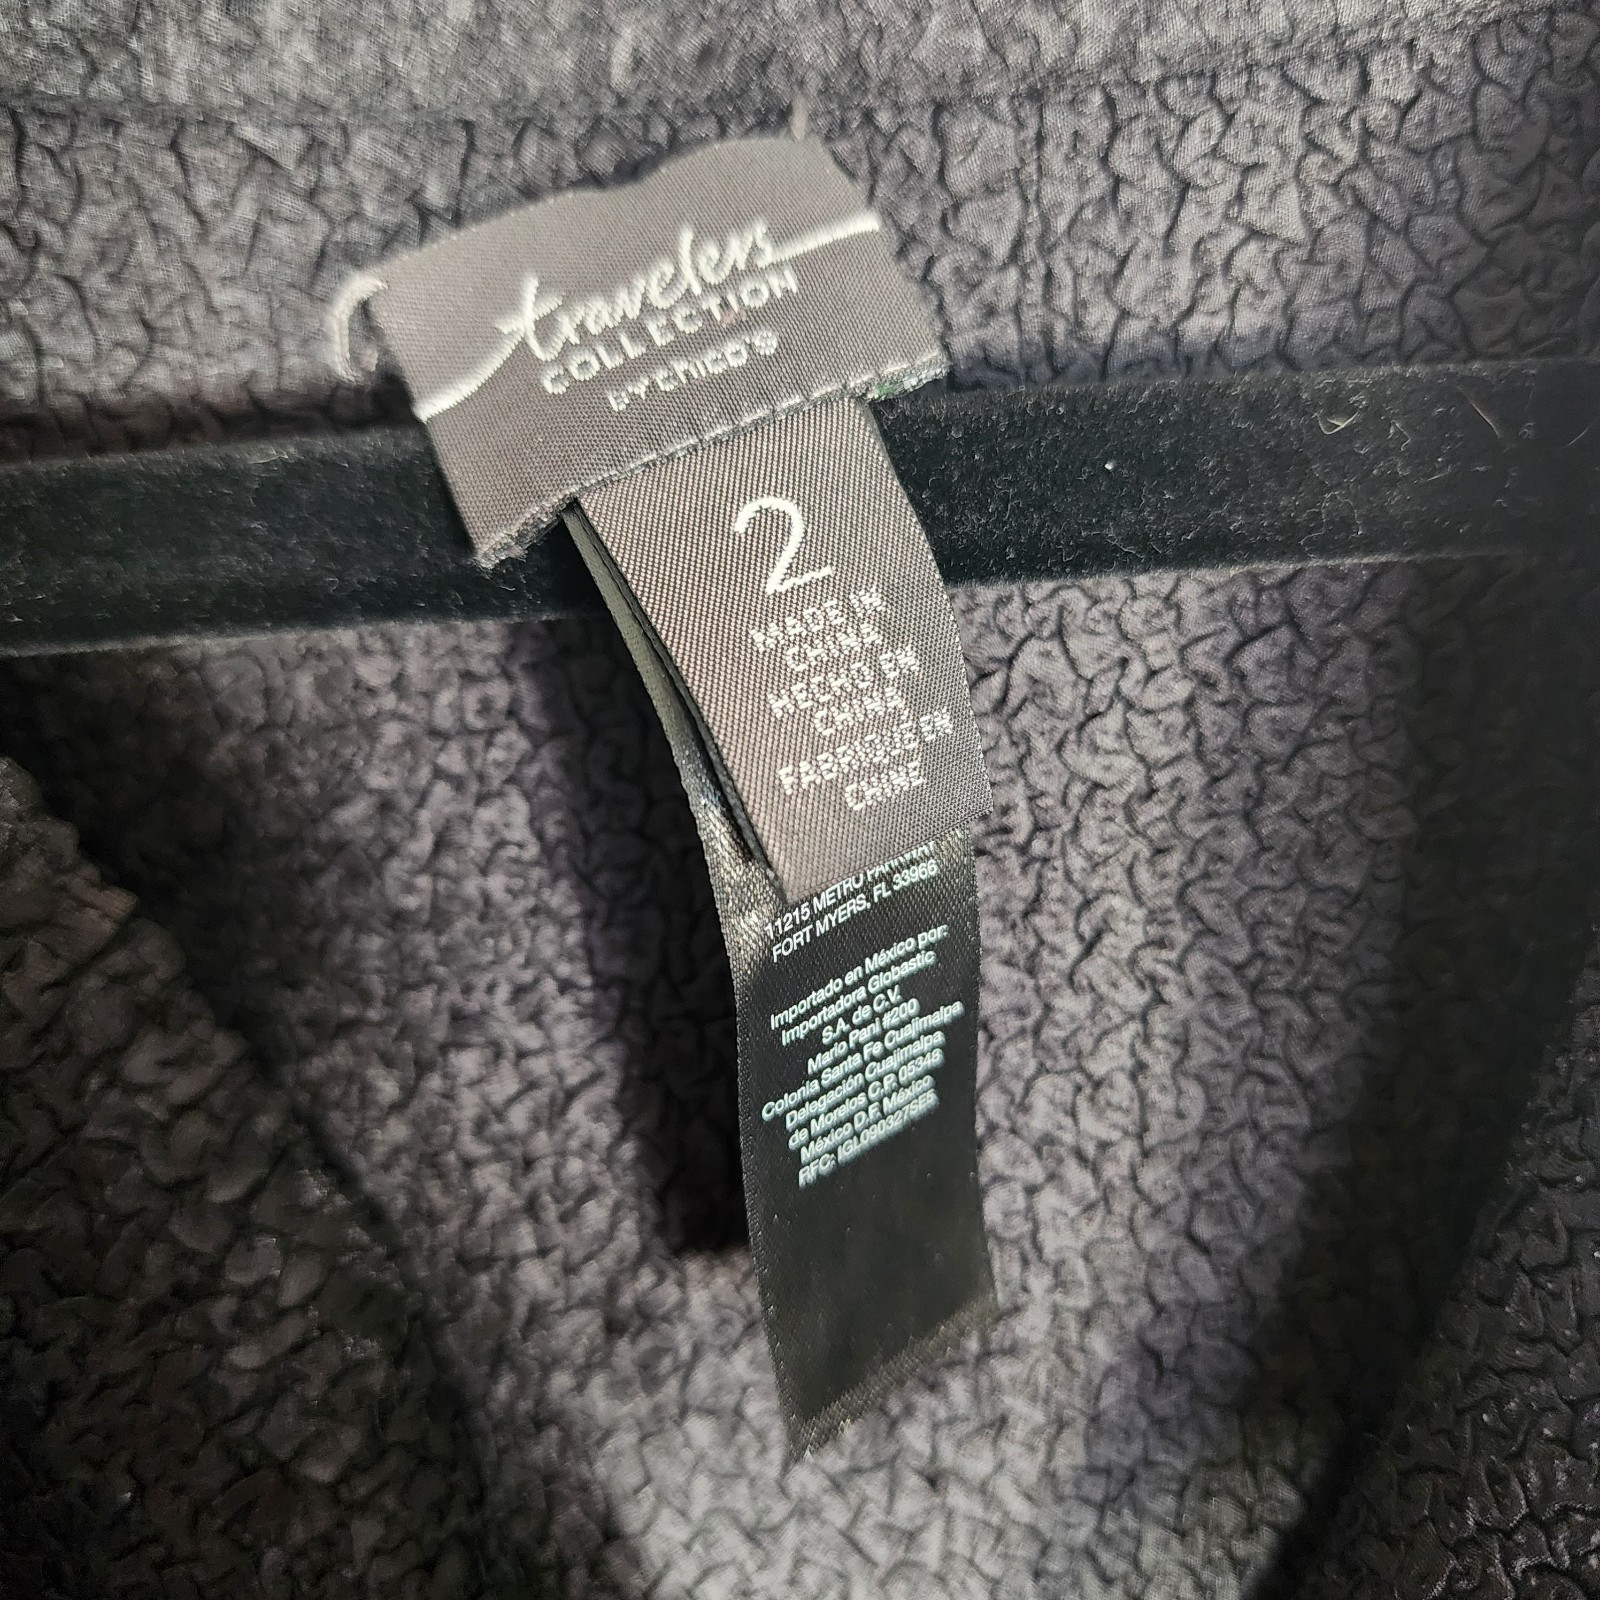 travelers
COLLECTION
BY CHICO'S®
2
MADE IN
CHINA
HECHO EN
CHINA
FABRIQUE EN
CHINE
11215 METRO PARKWAY
FORT MYERS, FL 33966
Importado en México por:
Importadora Globastic
S.A. de C.V.
Mario Pani #200
Colonia Santa Fe Cuajimalpa
Delegación Cuajimalpa
de Morelos C.P. 05348
México D.F. México
RFC: IGL090327SE5